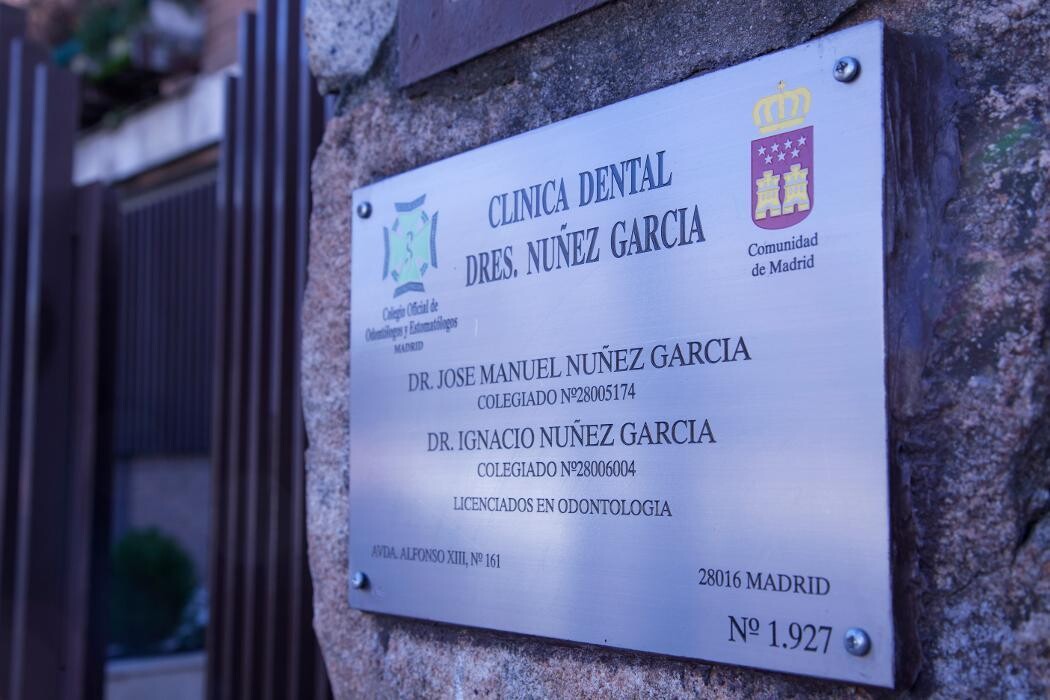 CLINICA DENTAL
DRES. NUÑEZ GARCIA
Colegio Oficial de
Odontólogos y Estomatólogos
MADRID
Comunidad
de Madrid
DR. JOSE MANUEL NUÑEZ GARCIA
COLEGIADO Nº28005174
DR. IGNACIO NUÑEZ GARCIA
COLEGIADO Nº28006004
LICENCIADOS EN ODONTOLOGIA
AVDA. ALFONSO XIII, Nº 161
28016 MADRID
Nº 1.927